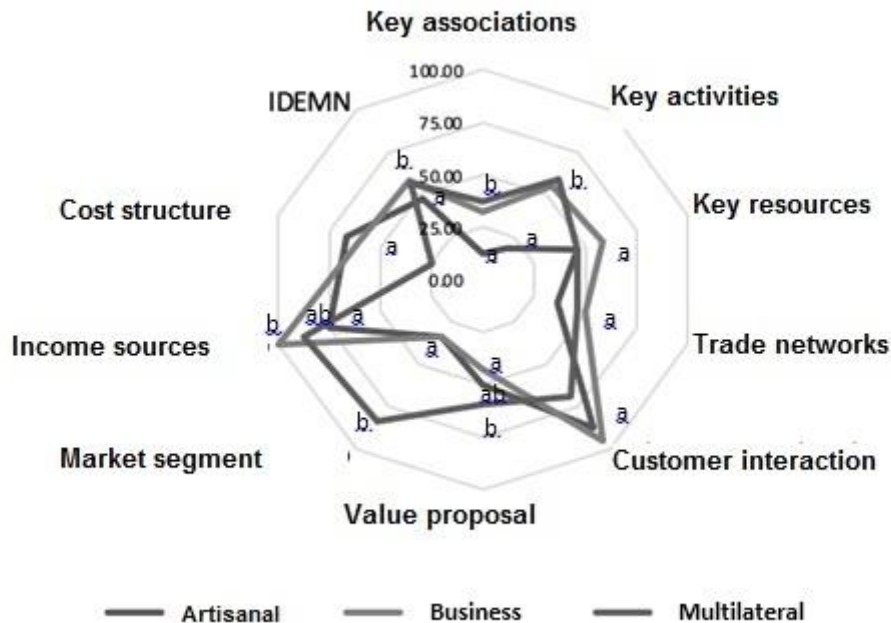 Key associations
100.00
IDEMN
Key activities
75.00
b.
50.00
b.
b.
a
Cost structure
Key resources
25.00
a
a
a
a
0.00
b.
ab
a
a
Income sources
Trade networks
a
a
ab
a
b.
b.
Customer interaction
Market segment
Value proposal
Artisanal
Business
Multilateral